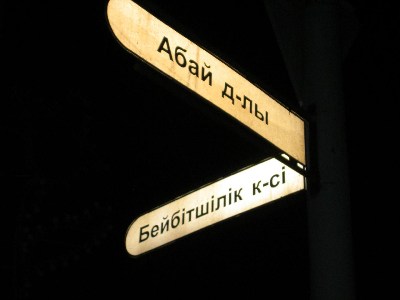 Абай д-лы
Бейбітшілік к-сі